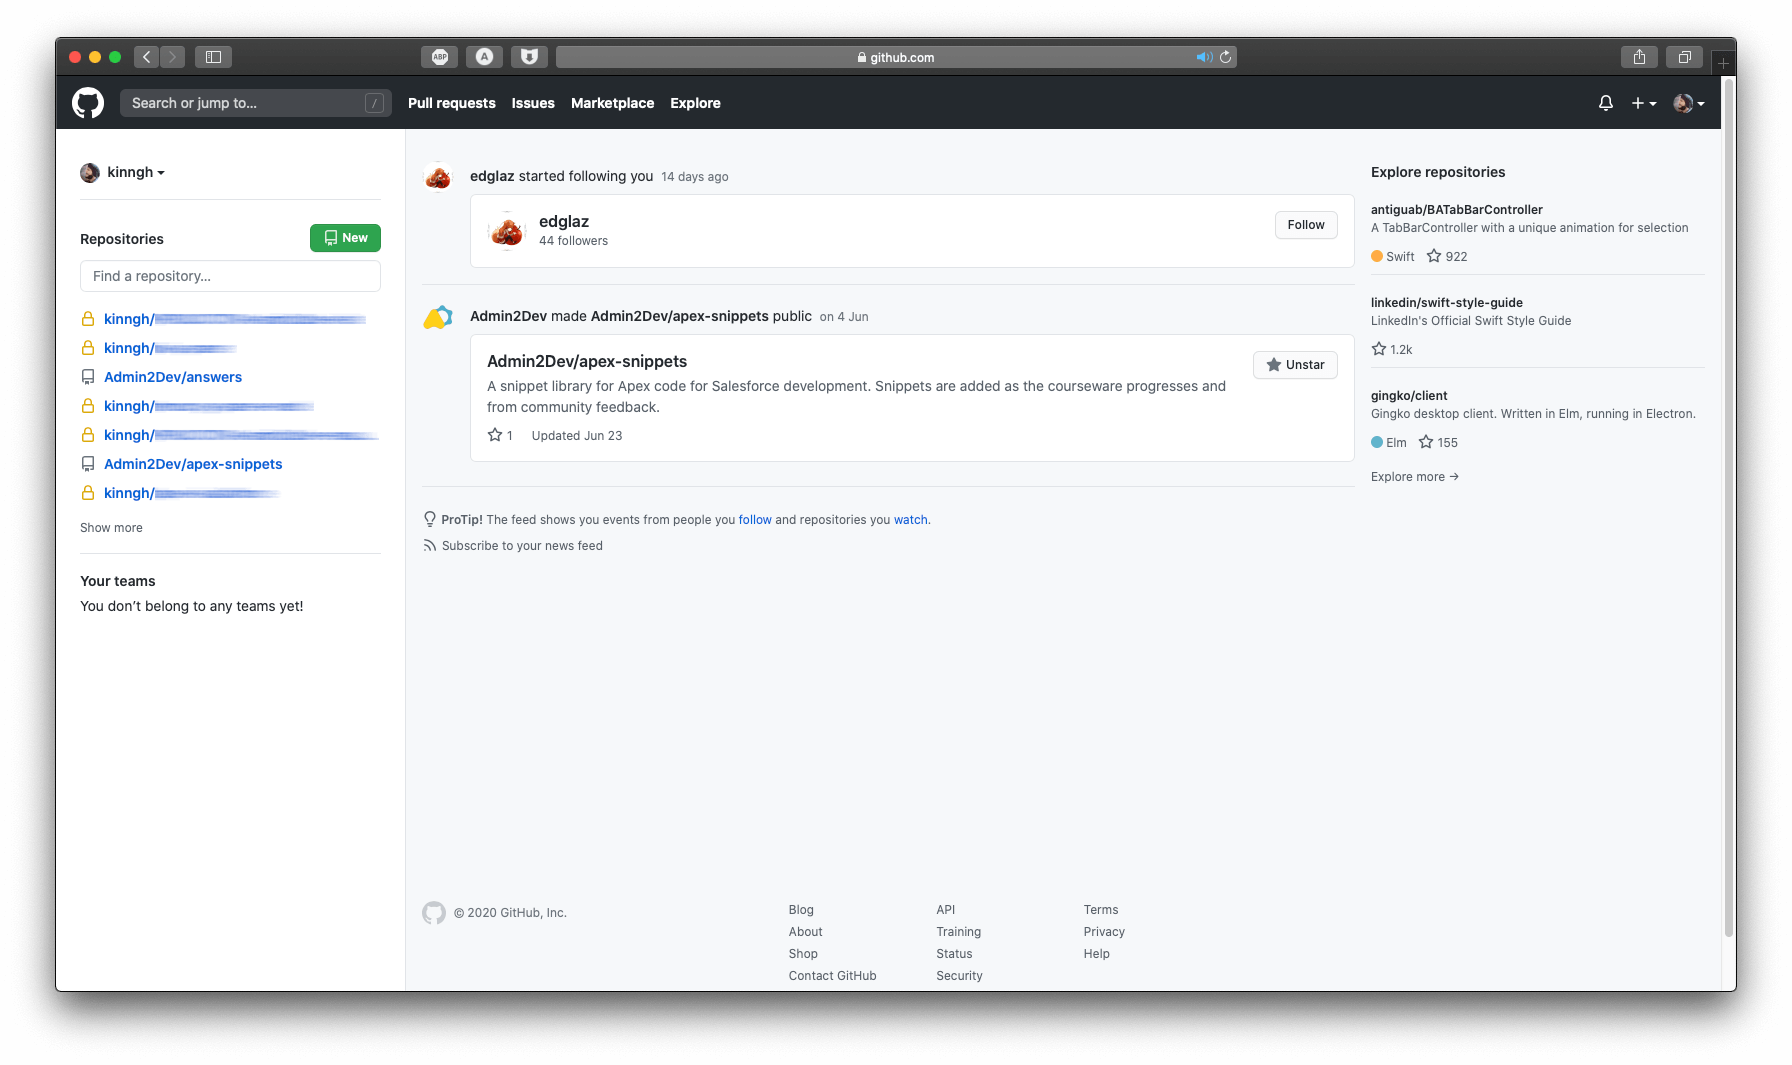 ABP
A
github.com
Search or jump to...
/
Pull requests
Issues
Marketplace
Explore
kinngh
Repositories
New
Find a repository...
kinngh/
kinngh/
Admin2Dev/answers
kinngh/
kinngh/
Admin2Dev/apex-snippets
kinngh/
Show more
Your teams
You don’t belong to any teams yet!
edglaz started following you 14 days ago
edglaz
44 followers
Follow
Admin2Dev made Admin2Dev/apex-snippets public on 4 Jun
Admin2Dev/apex-snippets
Unstar
A snippet library for Apex code for Salesforce development. Snippets are added as the courseware progresses and
from community feedback.
1 Updated Jun 23
ProTip! The feed shows you events from people you follow and repositories you watch.
Subscribe to your news feed
Explore repositories
antiguab/BATabBarController
A TabBarController with a unique animation for selection
Swift 922
linkedin/swift-style-guide
LinkedIn's Official Swift Style Guide
1.2k
gingko/client
Gingko desktop client. Written in Elm, running in Electron.
Elm 155
Explore more →
© 2020 GitHub, Inc.
Blog
About
Shop
Contact GitHub
API
Training
Status
Security
Terms
Privacy
Help